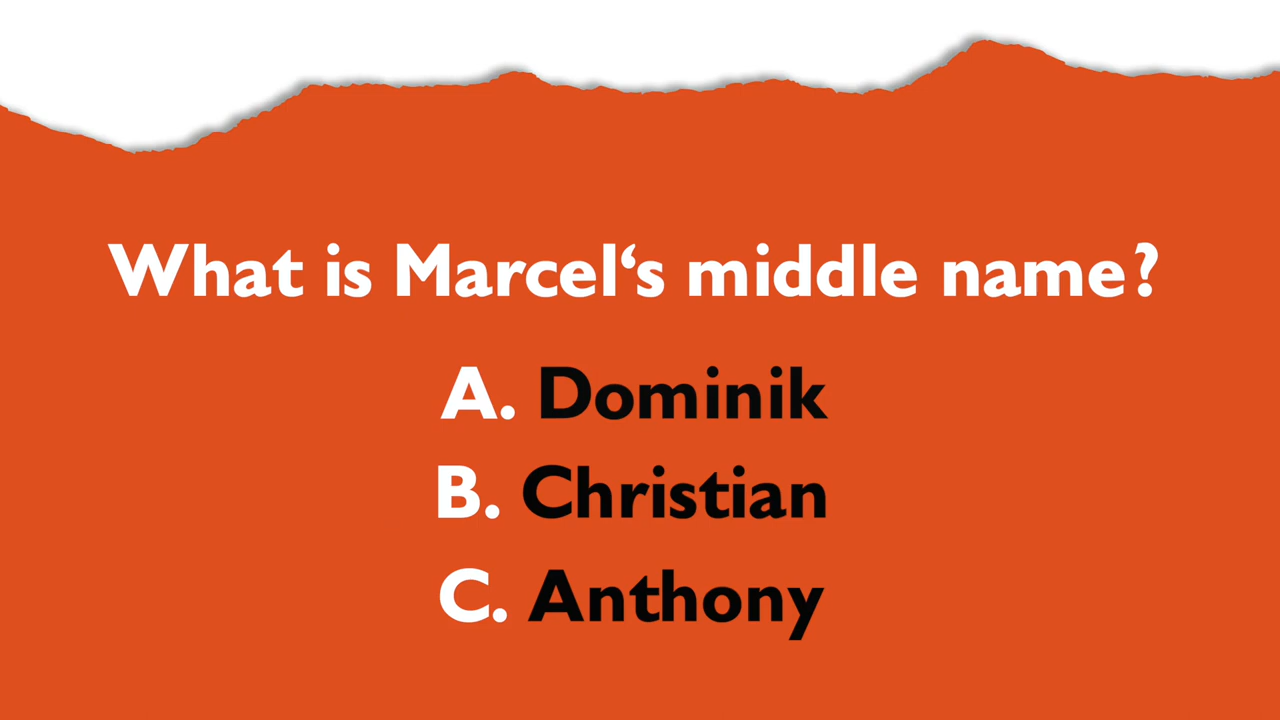 What is Marcel‘s middle name?
A. Dominik
B. Christian
C. Anthony